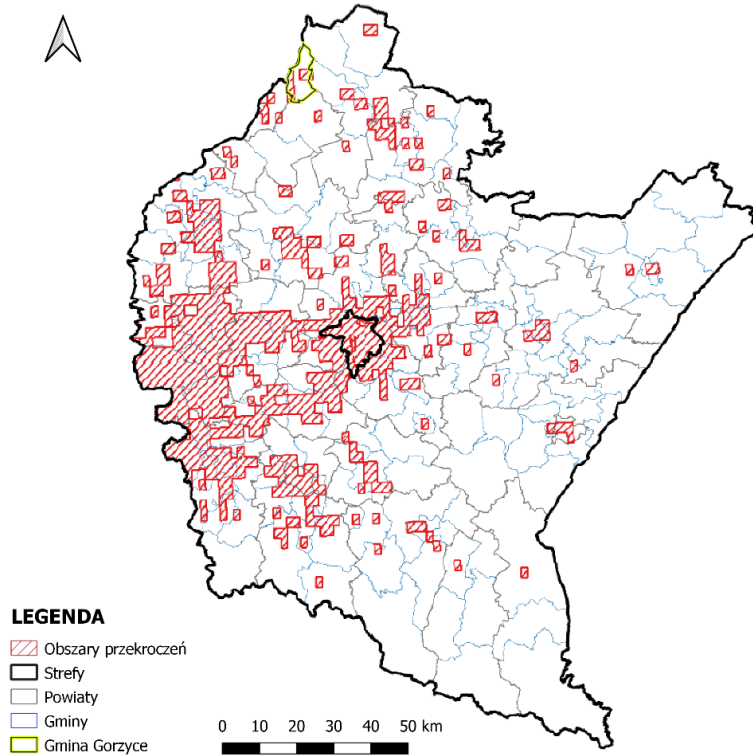 LEGENDA
Obszary przekroczeń
Strefy
Powiaty
Gminy
Gmina Gorzyce
0 10 20 30 40 50 km